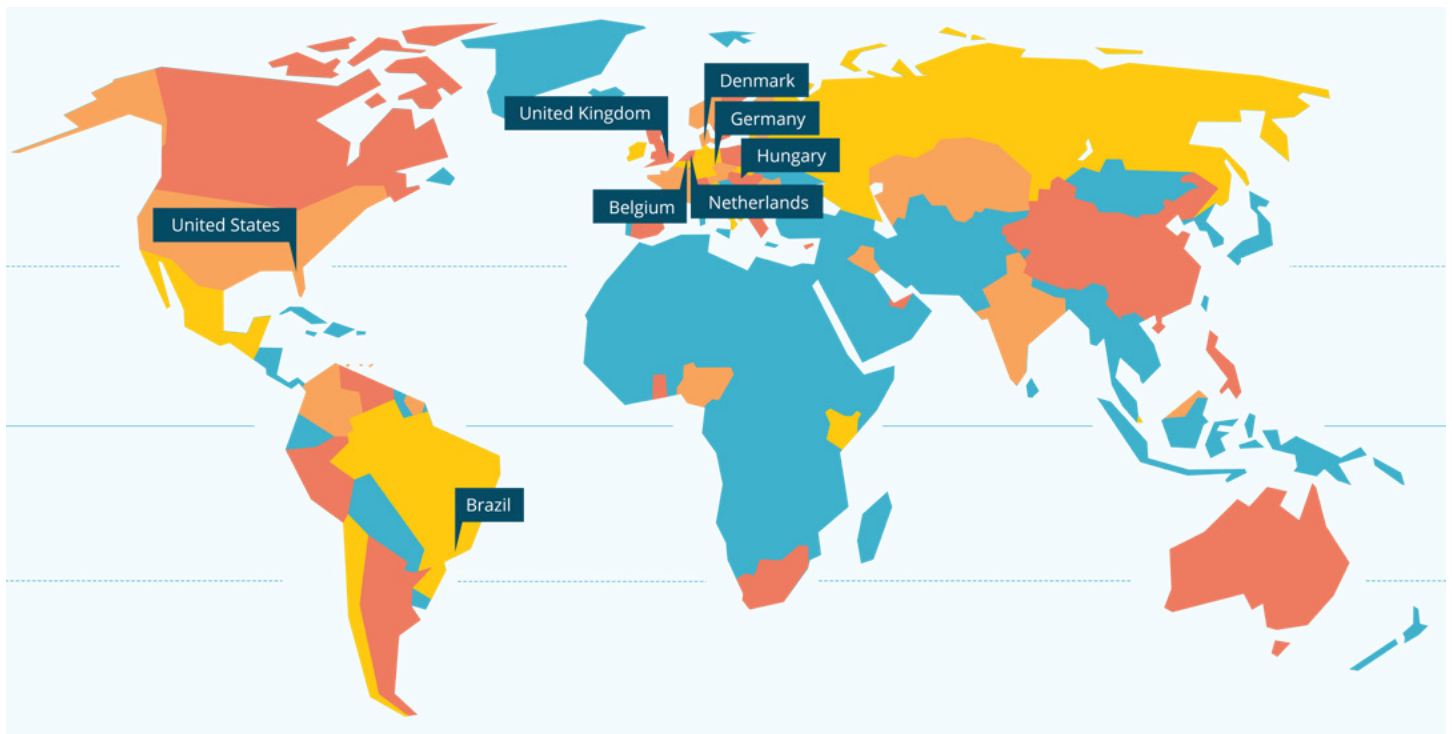 Denmark
United Kingdom
Germany
Hungary
Belgium
Netherlands
United States
Brazil